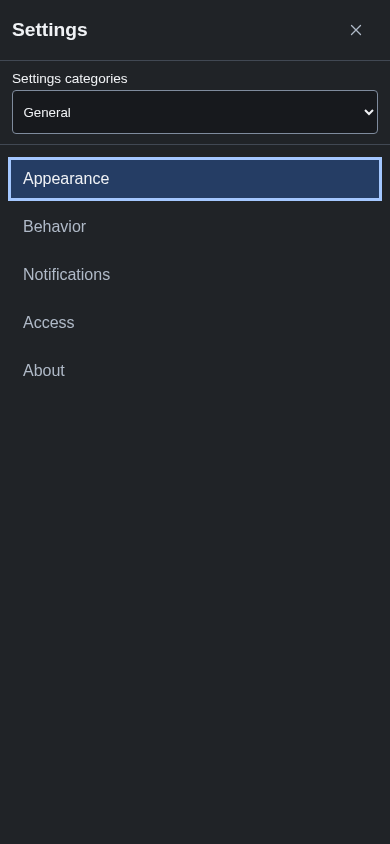 Settings
Settings categories
General
Appearance
Behavior
Notifications
Access
About